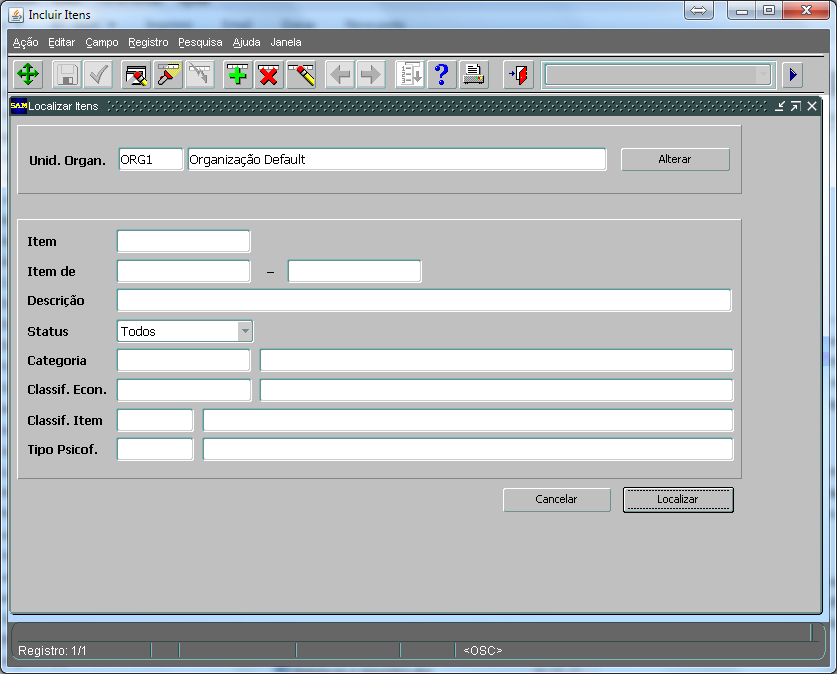 Incluir Itens
Ação Editar Campo Registro Pesquisa Ajuda Janela
SAM Localizar Itens
Unid. Organ. ORG1 Organização Default Alterar
Item
Item de –
Descrição
Status Todos
Categoria
Classif. Econ.
Classif. Item
Tipo Psicof.
Cancelar Localizar
Registro: 1/1 <OSC>